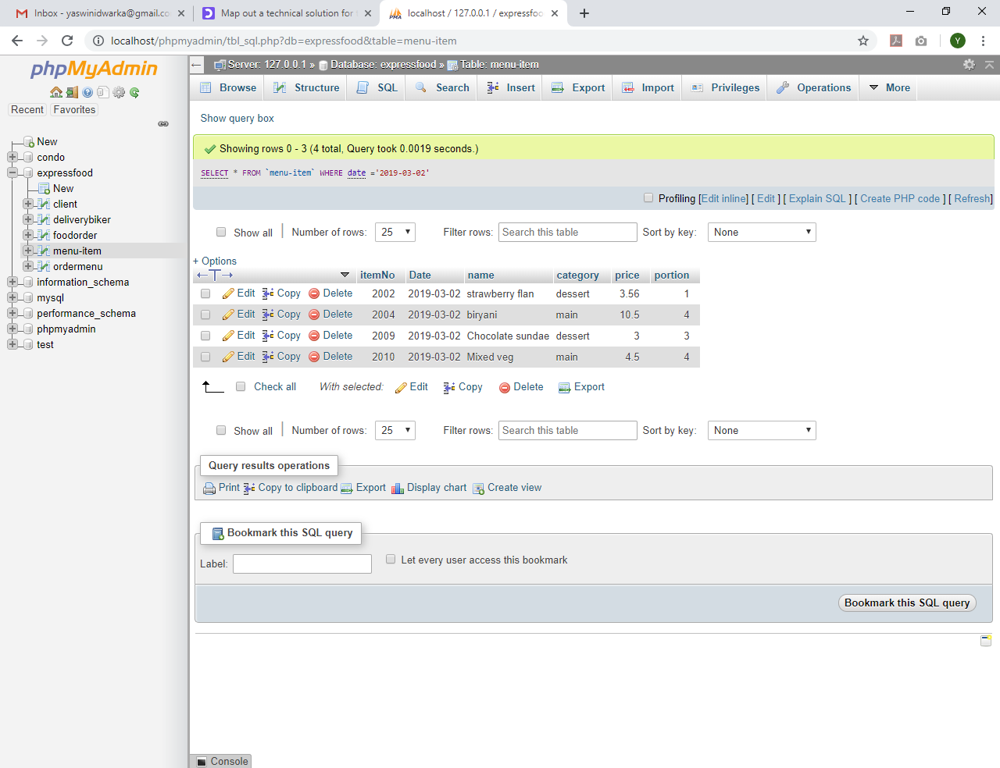 Inbox - yaswinidwarka@gmail.co
Map out a technical solution for
localhost / 127.0.0.1 / expressfoo
localhost/phpmyadmin/tbl_sql.php?db=expressfood&table=menu-item
Y
phpMyAdmin
Recent Favorites
New
condo
expressfood
New
client
deliverybiker
foodorder
menu-item
ordermenu
information_schema
mysql
performance_schema
phpmyadmin
test
Server: 127.0.0.1 » Database: expressfood » Table: menu-item
Browse Structure SQL Search Insert Export Import Privileges Operations More
Show query box
Showing rows 0 - 3 (4 total, Query took 0.0019 seconds.)
SELECT * FROM `menu-item` WHERE date ='2019-03-02'
Profiling [Edit inline] [ Edit ] [ Explain SQL ] [ Create PHP code ] [ Refresh]
Show all | Number of rows: 25 Filter rows: Search this table Sort by key: None
+ Options
←T→ itemNo Date name category price portion
Edit Copy Delete 2002 2019-03-02 strawberry flan dessert 3.56 1
Edit Copy Delete 2004 2019-03-02 biryani main 10.5 4
Edit Copy Delete 2009 2019-03-02 Chocolate sundae dessert 3 3
Edit Copy Delete 2010 2019-03-02 Mixed veg main 4.5 4
Check all With selected: Edit Copy Delete Export
Show all | Number of rows: 25 Filter rows: Search this table Sort by key: None
Query results operations
Print Copy to clipboard Export Display chart Create view
Bookmark this SQL query
Label: Let every user access this bookmark
Bookmark this SQL query
Console